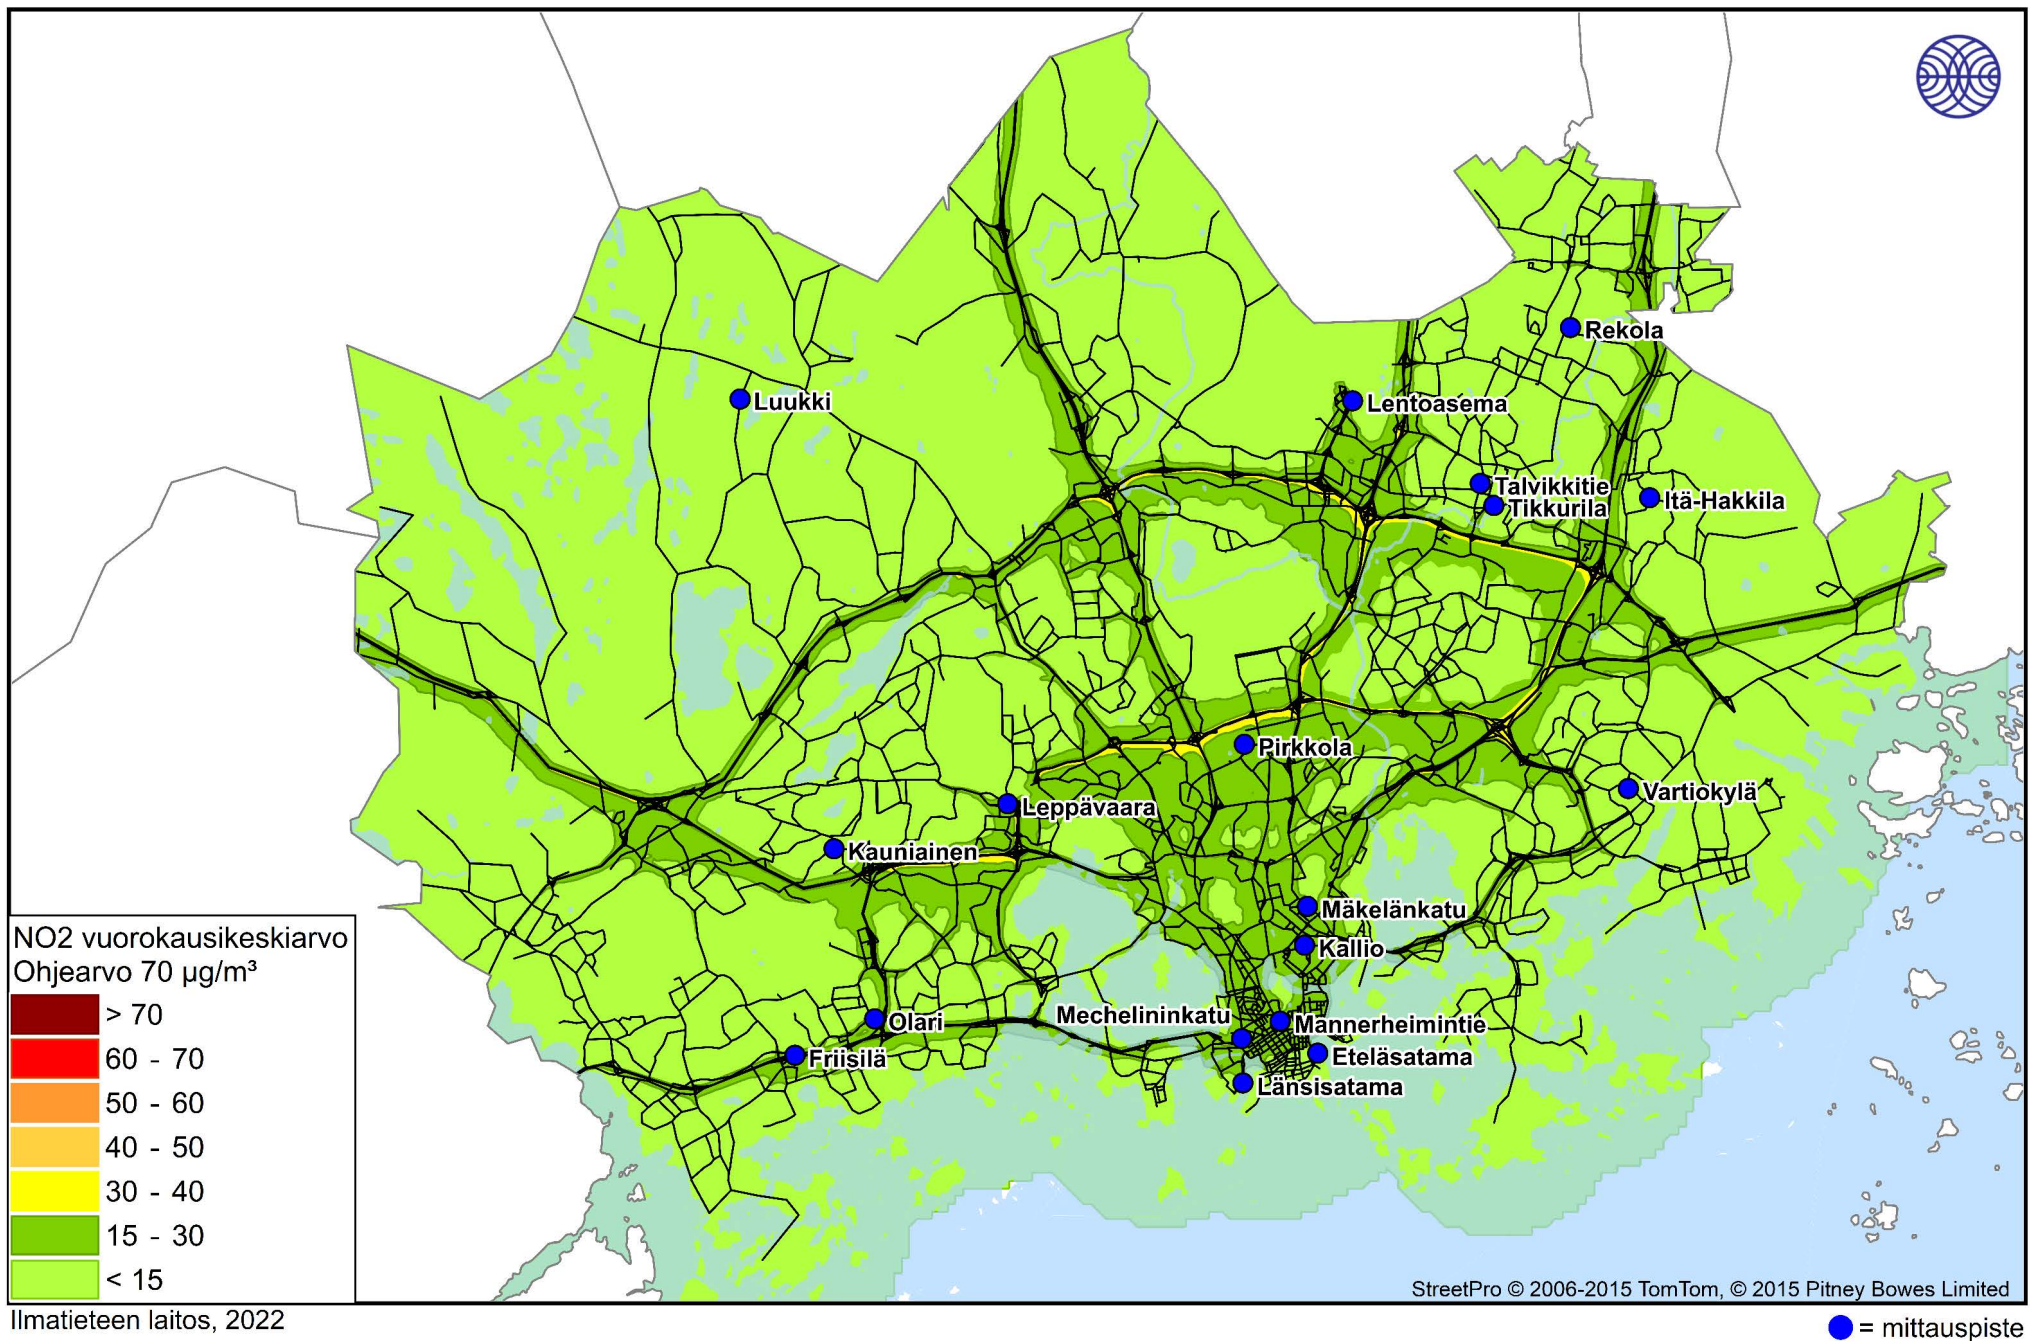 Rekola
Luukki
Lentoasema
Talvikkitie
Tikkurila
Itä-Hakkila
Pirkkola
Vartiokylä
Leppävaara
Kauniainen
Mäkelänkatu
Kallio
Mechelininkatu
Mannerheimintie
Olari
Friisilä
Eteläsatama
Länsisatama
NO2 vuorokausikeskiarvo
Ohjearvo 70 µg/m³
> 70
60 - 70
50 - 60
40 - 50
30 - 40
15 - 30
< 15
StreetPro © 2006-2015 TomTom, © 2015 Pitney Bowes Limited
Ilmatieteen laitos, 2022
= mittauspiste